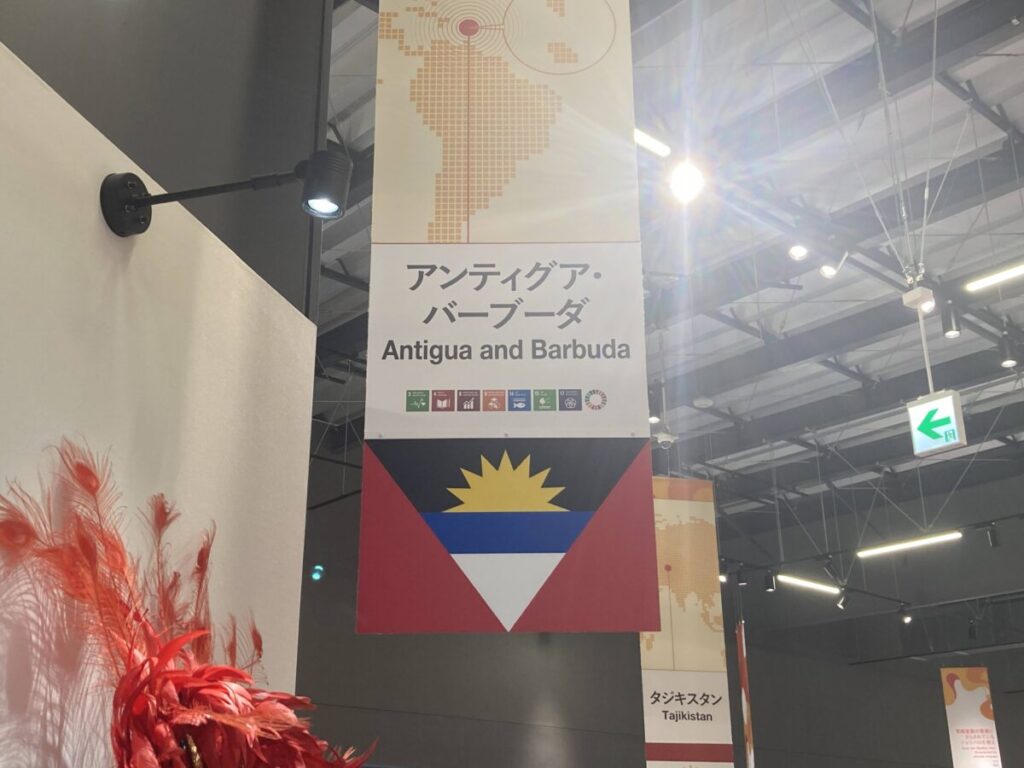 アンティグア・
バーブーダ
Antigua and Barbuda
タジキスタン
Tajikistan